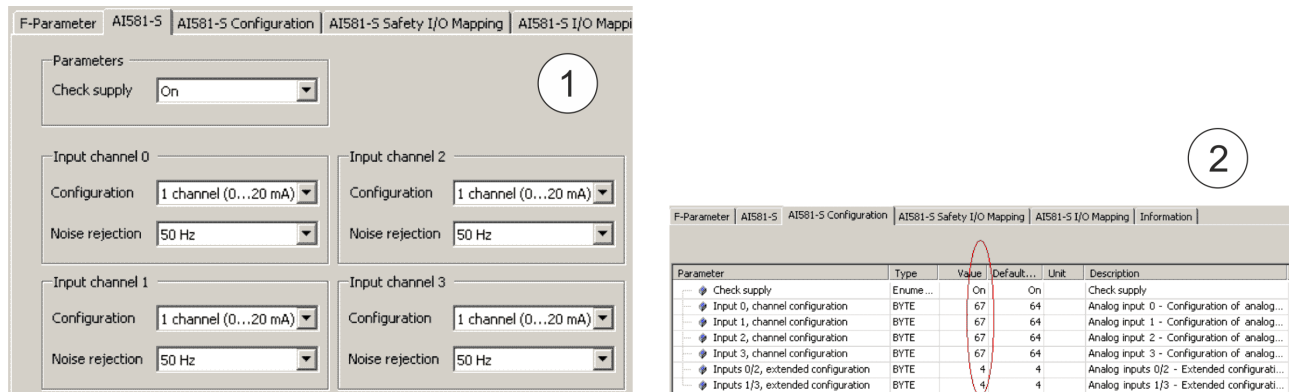 F-Parameter AI581-S AI581-S Configuration AI581-S Safety I/O Mapping AI581-S I/O Mappi
Parameters
Check supply On
1
Input channel 0
Configuration 1 channel (0...20 mA)
Noise rejection 50 Hz
Input channel 2
Configuration 1 channel (0...20 mA)
Noise rejection 50 Hz
Input channel 1
Configuration 1 channel (0...20 mA)
Noise rejection 50 Hz
Input channel 3
Configuration 1 channel (0...20 mA)
Noise rejection 50 Hz
2
F-Parameter AI581-S AI581-S Configuration AI581-S Safety I/O Mapping AI581-S I/O Mapping Information
Parameter Type Value Default... Unit Description
Check supply Enume... On On Check supply
Input 0, channel configuration BYTE 67 64 Analog input 0 - Configuration of analog...
Input 1, channel configuration BYTE 67 64 Analog input 1 - Configuration of analog...
Input 2, channel configuration BYTE 67 64 Analog input 2 - Configuration of analog...
Input 3, channel configuration BYTE 67 64 Analog input 3 - Configuration of analog...
Inputs 0/2, extended configuration BYTE 4 4 Analog inputs 0/2 - Extended configurati...
Inputs 1/3, extended configuration BYTE 4 4 Analog inputs 1/3 - Extended configurati...